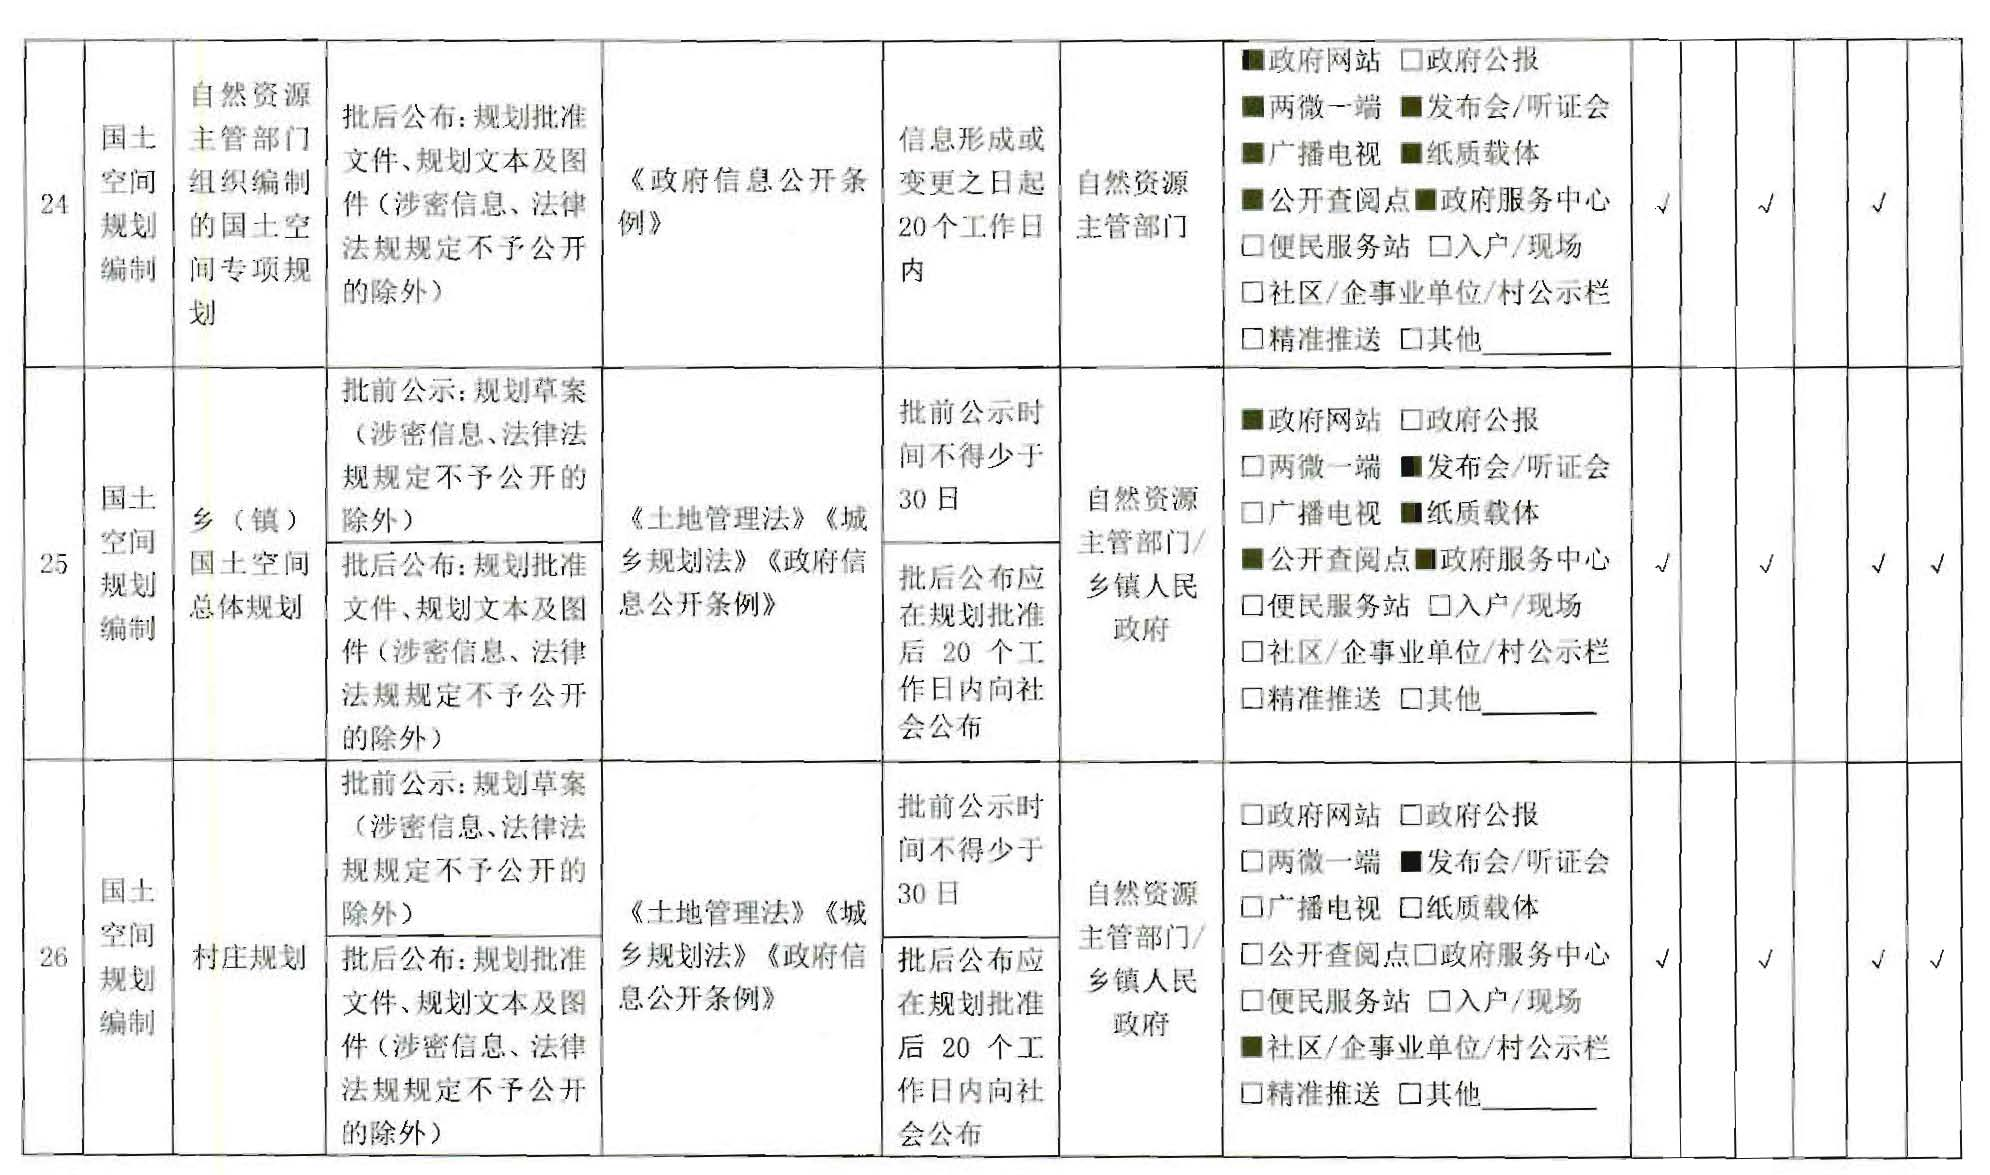 24
国土
空间
规划
编制
自然资源
主管部门
组织编制
的国土空
间专项规
划
批后公布:规划批准
文件、规划文本及图
件(涉密信息、法律
法规规定不予公开
的除外)
《政府信息公开条
例》
信息形成或
变更之日起
20个工作日
内
自然资源
主管部门
■政府网站 □政府公报
■两微一端 ■发布会/听证会
■广播电视 ■纸质载体
■公开查阅点■政府服务中心
□便民服务站 □入户/现场
□社区/企事业单位/村公示栏
□精准推送 □其他_________
√ √ √
25
国土
空间
规划
编制
乡(镇)
国土空间
总体规划
批前公示:规划草案
(涉密信息、法律法
规规定不予公开的
除外)
批后公布:规划批准
文件、规划文本及图
件(涉密信息、法律
法规规定不予公开
的除外)
《土地管理法》《城
乡规划法》《政府信
息公开条例》
批前公示时
间不得少于
30日
批后公布应
在规划批准
后 20 个工
作日内向社
会公布
自然资源
主管部门/
乡镇人民
政府
■政府网站 □政府公报
□两微一端 ■发布会/听证会
□广播电视 ■纸质载体
■公开查阅点■政府服务中心
□便民服务站 □入户/现场
□社区/企事业单位/村公示栏
□精准推送 □其他________
√ √ √ √
26
国土
空间
规划
编制
村庄规划
批前公示:规划草案
(涉密信息、法律法
规规定不予公开的
除外)
批后公布:规划批准
文件、规划文本及图
件(涉密信息、法律
法规规定不予公开
的除外)
《土地管理法》《城
乡规划法》《政府信
息公开条例》
批前公示时
间不得少于
30日
批后公布应
在规划批准
后 20 个工
作日内向社
会公布
自然资源
主管部门/
乡镇人民
政府
□政府网站 □政府公报
□两微一端 ■发布会/听证会
□广播电视 □纸质载体
□公开查阅点□政府服务中心
□便民服务站 □入户/现场
■社区/企事业单位/村公示栏
□精准推送 □其他________
√ √ √ √